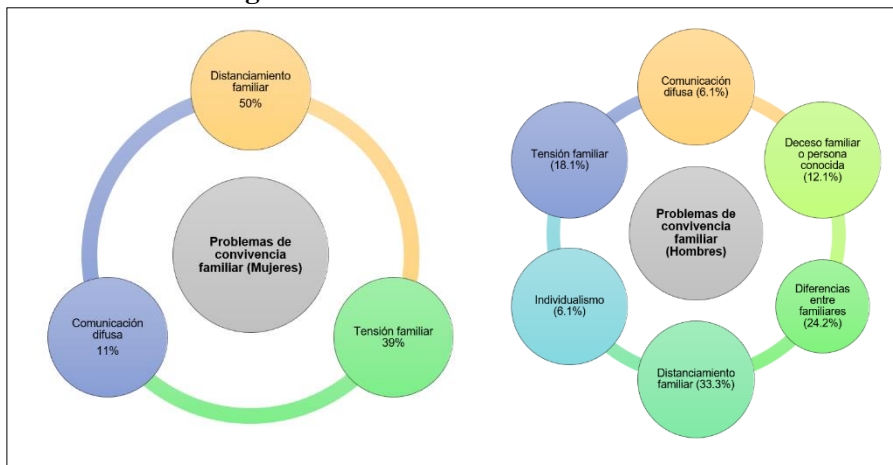 Distanciamiento
familiar
50%
Problemas de
convivencia
familiar (Mujeres)
Comunicación
difusa
11%
Tensión familiar
39%
Comunicación
difusa (6.1%)
Tensión familiar
(18.1%)
Deceso familiar
o persona
conocida
(12.1%)
Problemas de
convivencia
familiar
(Hombres)
Individualismo
(6.1%)
Diferencias
entre
familiares
(24.2%)
Distanciamiento
familiar (33.3%)